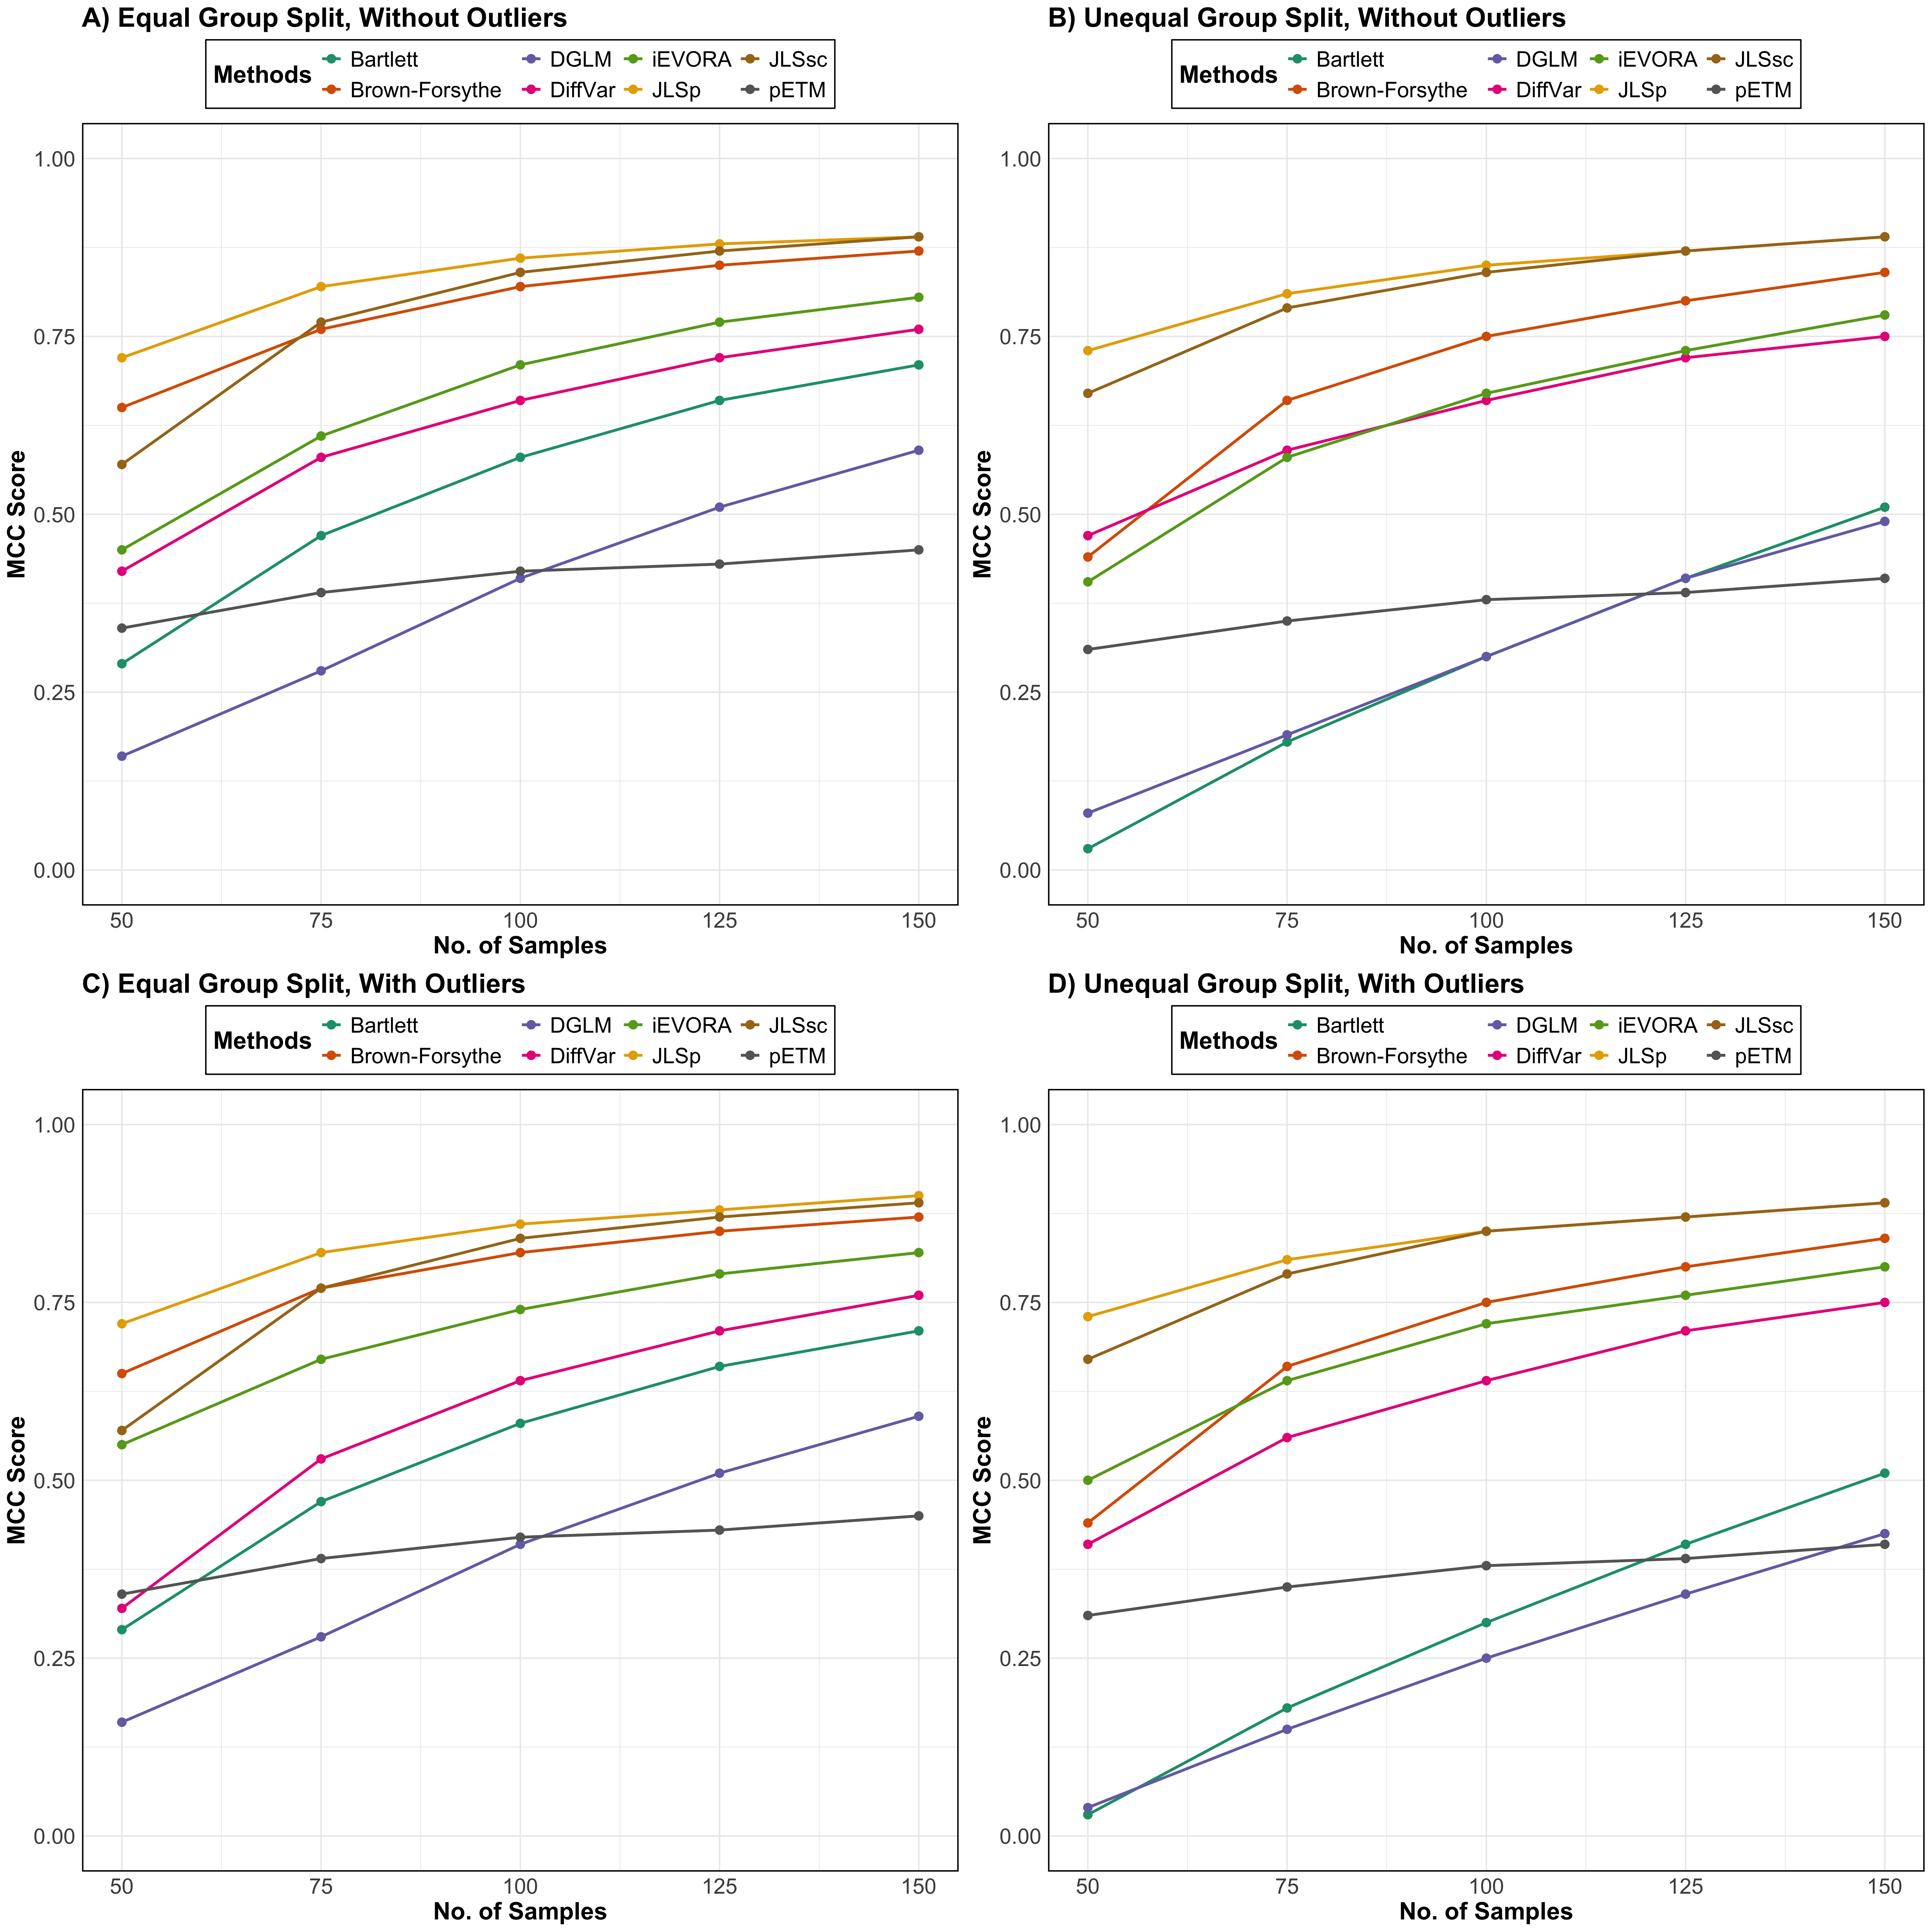 A) Equal Group Split, Without Outliers
Methods
Bartlett DGLM iEVORA JLSsc
Brown-Forsythe DiffVar JLSp pETM
MCC Score
1.00
0.75
0.50
0.25
0.00
50 75 100 125 150
No. of Samples
B) Unequal Group Split, Without Outliers
Methods
Bartlett DGLM iEVORA JLSsc
Brown-Forsythe DiffVar JLSp pETM
MCC Score
1.00
0.75
0.50
0.25
0.00
50 75 100 125 150
No. of Samples
C) Equal Group Split, With Outliers
Methods
Bartlett DGLM iEVORA JLSsc
Brown-Forsythe DiffVar JLSp pETM
MCC Score
1.00
0.75
0.50
0.25
0.00
50 75 100 125 150
No. of Samples
D) Unequal Group Split, With Outliers
Methods
Bartlett DGLM iEVORA JLSsc
Brown-Forsythe DiffVar JLSp pETM
MCC Score
1.00
0.75
0.50
0.25
0.00
50 75 100 125 150
No. of Samples